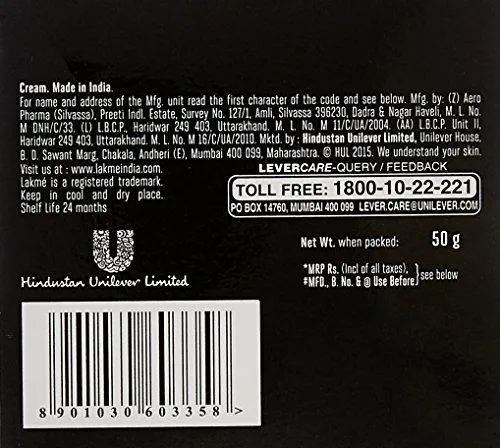 Cream. Made in India.
For name and address of the Mfg. unit read the first character of the code and see below. Mfg. by: (Z) Aero
Pharma (Silvassa), Preeti Indl. Estate, Survey No. 127/1, Amli, Silvassa 396230, Dadra & Nagar Haveli, M. L. No.
M DNH/C/33. (L) L.B.C.P., Haridwar 249 403, Uttarakhand. M. L. No. M 11/C/UA/2004. (AA) L.B.C.P. Unit II,
Haridwar 249 403, Uttarakhand. M. L. No. M 16/C/UA/2010. Mktd. by : Hindustan Unilever Limited, Unilever House,
B. D. Sawant Marg, Chakala, Andheri (E), Mumbai 400 099, Maharashtra. © HUL 2015. We understand your skin.
Visit us at : www.lakmeindia.com
Lakmé is a registered trademark.
Keep in cool and dry place.
Shelf Life 24 months
LEVERCARE-QUERY / FEEDBACK
TOLL FREE: 1800-10-22-221
PO BOX 14760, MUMBAI 400 099 LEVER.CARE@UNILEVER.COM
Net Wt. when packed: 50 g
*MRP Rs. (Incl of all taxes),
#MFD., B. No. & @ Use Before
see below
Hindustan Unilever Limited
8 901030 603358 >